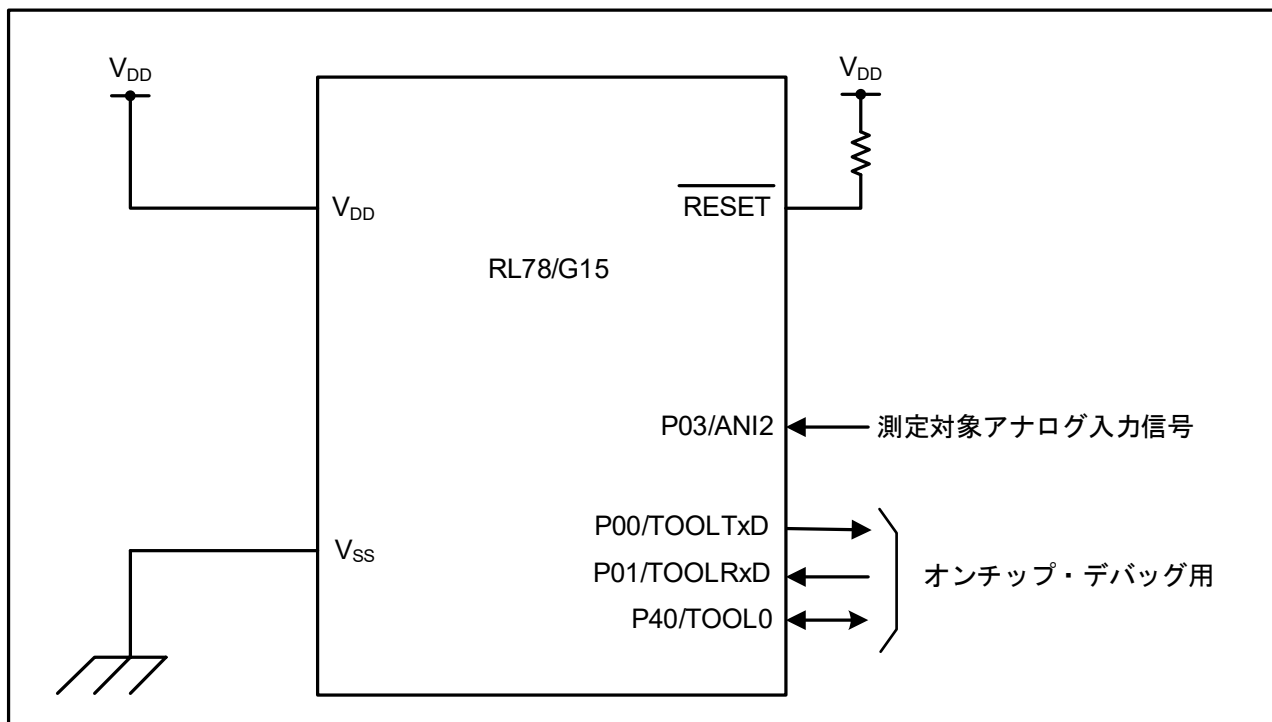 VDD
VDD
VDD
RESET
RL78/G15
P03/ANI2
測定対象アナログ入力信号
P00/TOOLTxD
VSS
P01/TOOLRxD
オンチップ・デバッグ用
P40/TOOL0